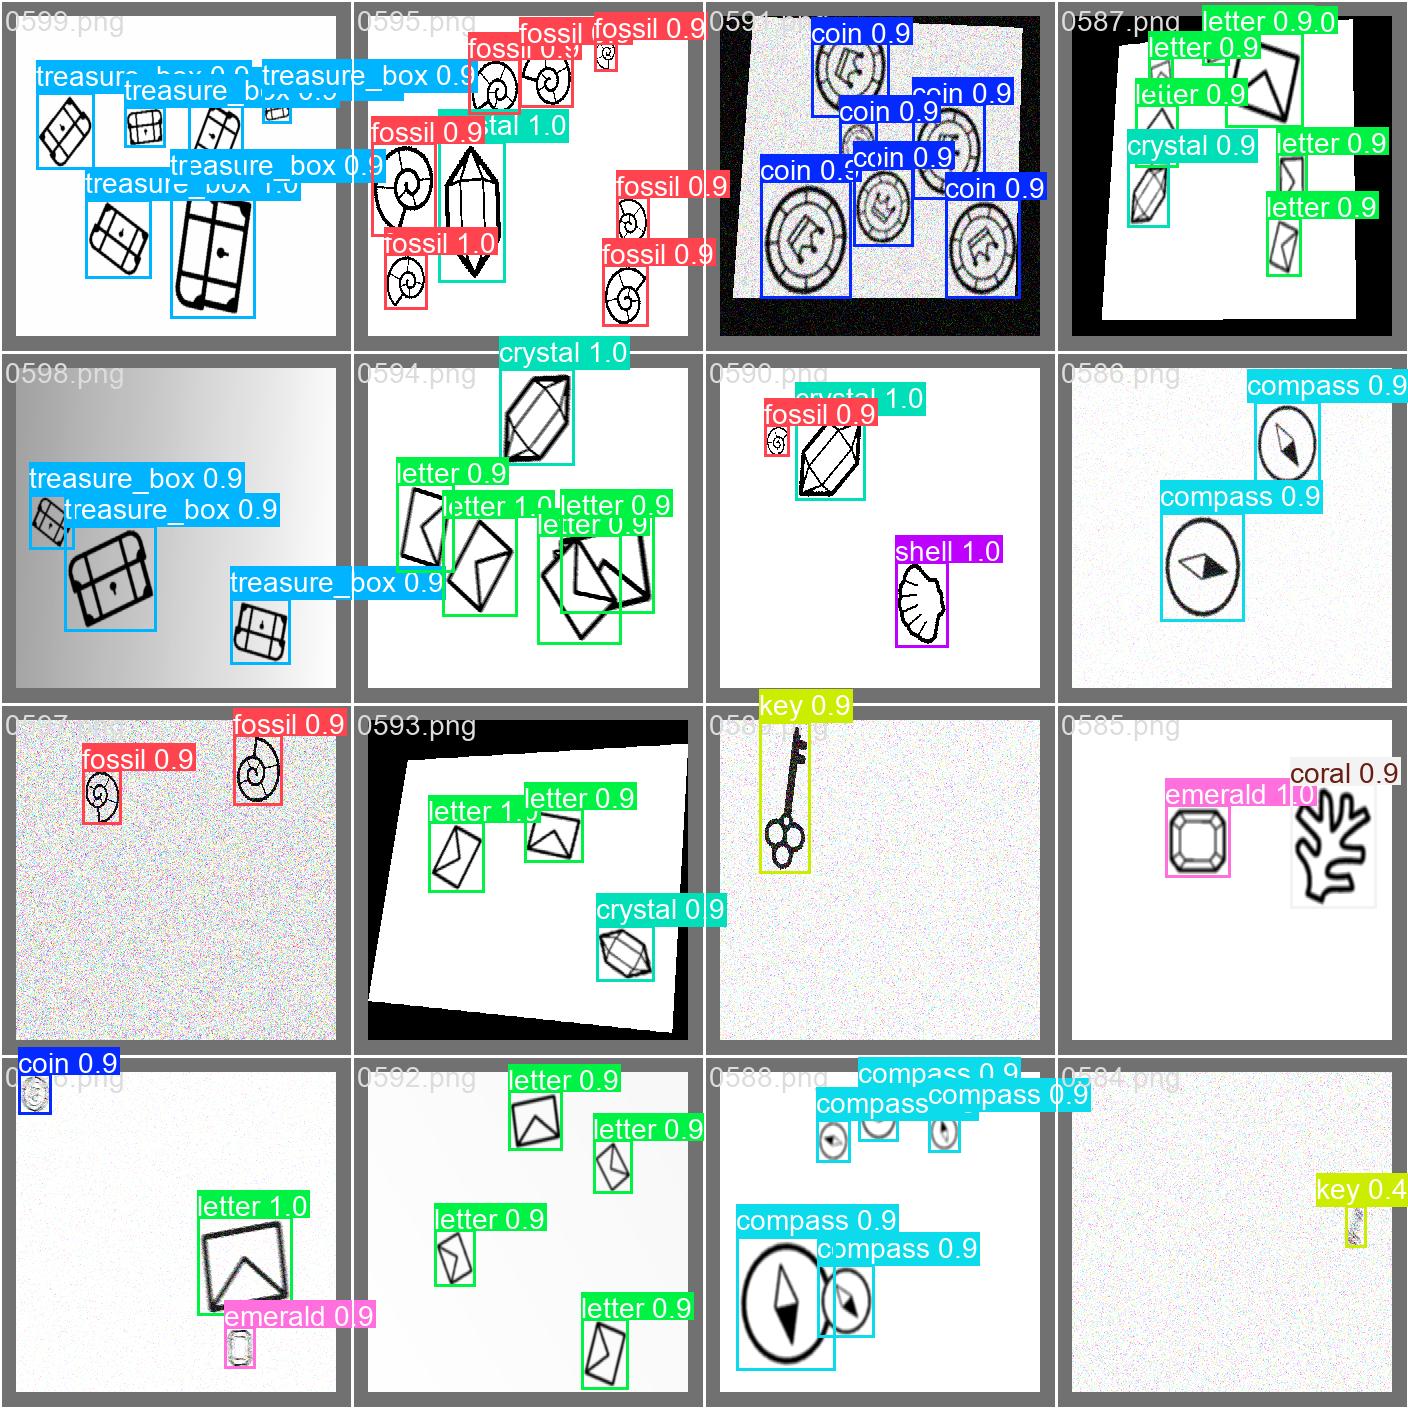 0599.png
treasure_box 0.9
treasure_box 0.9
treasure_box 0.9
treasure_box 0.9
treasure_box 1.0
0595.png
fossil 0.9
fossil 0.9
fossil 0.9
fossil 0.9
crystal 1.0
fossil 0.9
fossil 1.0
fossil 0.9
0591.png
coin 0.9
coin 0.9
coin 0.9
coin 0.9
coin 0.9
coin 0.9
0587.png
letter 0.9
letter 0.9
letter 0.9
crystal 0.9
letter 0.9
letter 0.9
0598.png
treasure_box 0.9
treasure_box 0.9
treasure_box 0.9
0594.png
crystal 1.0
letter 0.9
letter 1.0
letter 0.9
letter 0.9
0590.png
crystal 1.0
fossil 0.9
shell 1.0
0586.png
compass 0.9
compass 0.9
fossil 0.9
fossil 0.9
0593.png
letter 1.0
letter 0.9
crystal 0.9
key 0.9
0585.png
coral 0.9
emerald 1.0
coin 0.9
letter 1.0
emerald 0.9
0592.png
letter 0.9
letter 0.9
letter 0.9
letter 0.9
0588.png
compass 0.9
compass
compass 0.9
compass 0.9
compass 0.9
0584.png
key 0.4